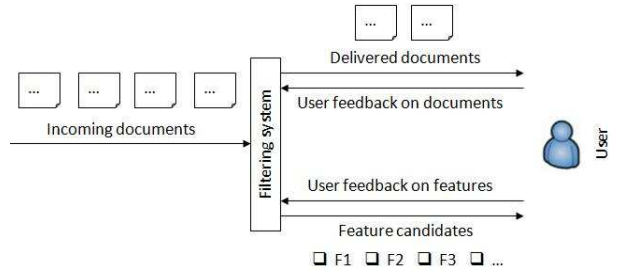 ... ...
Delivered documents
... ... ... ...
User feedback on documents
Incoming documents
Filtering system
User
User feedback on features
Feature candidates
❑ F1 ❑ F2 ❑ F3 ❑ ...